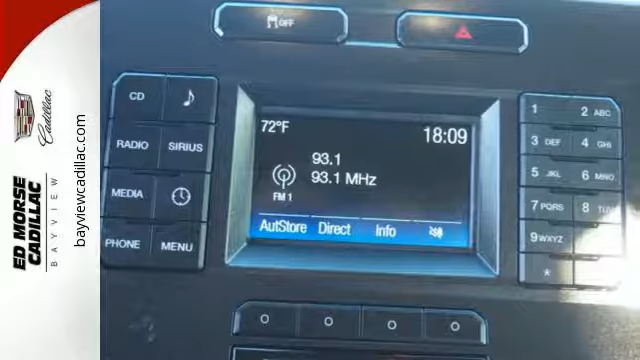 OFF
CD
RADIO SIRIUS
MEDIA
PHONE MENU
72°F 18:09
93.1
93.1 MHz
FM 1
AutStore Direct Info
1 2 ABC
3 DEF 4 GHI
5 JKL 6 MNO
7 PQRS 8 TUV
9 WXYZ
*
Cadillac
ED MORSE
CADILLAC
BAYVIEW
bayviewcadillac.com